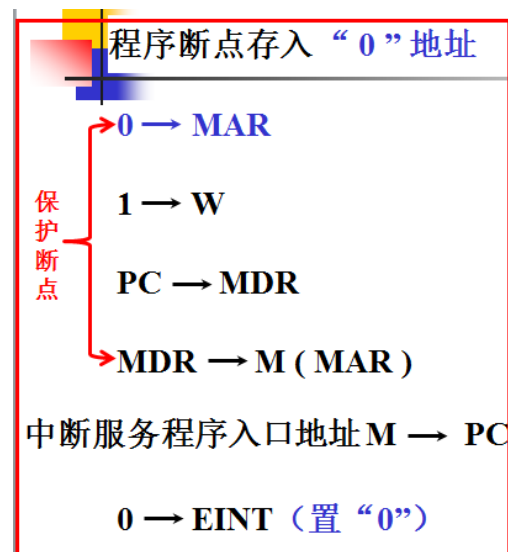 程序断点存入“0”地址
0 → MAR
1 → W
保护断点
PC → MDR
MDR → M ( MAR )
中断服务程序入口地址 M → PC
0 → EINT（置“0”）